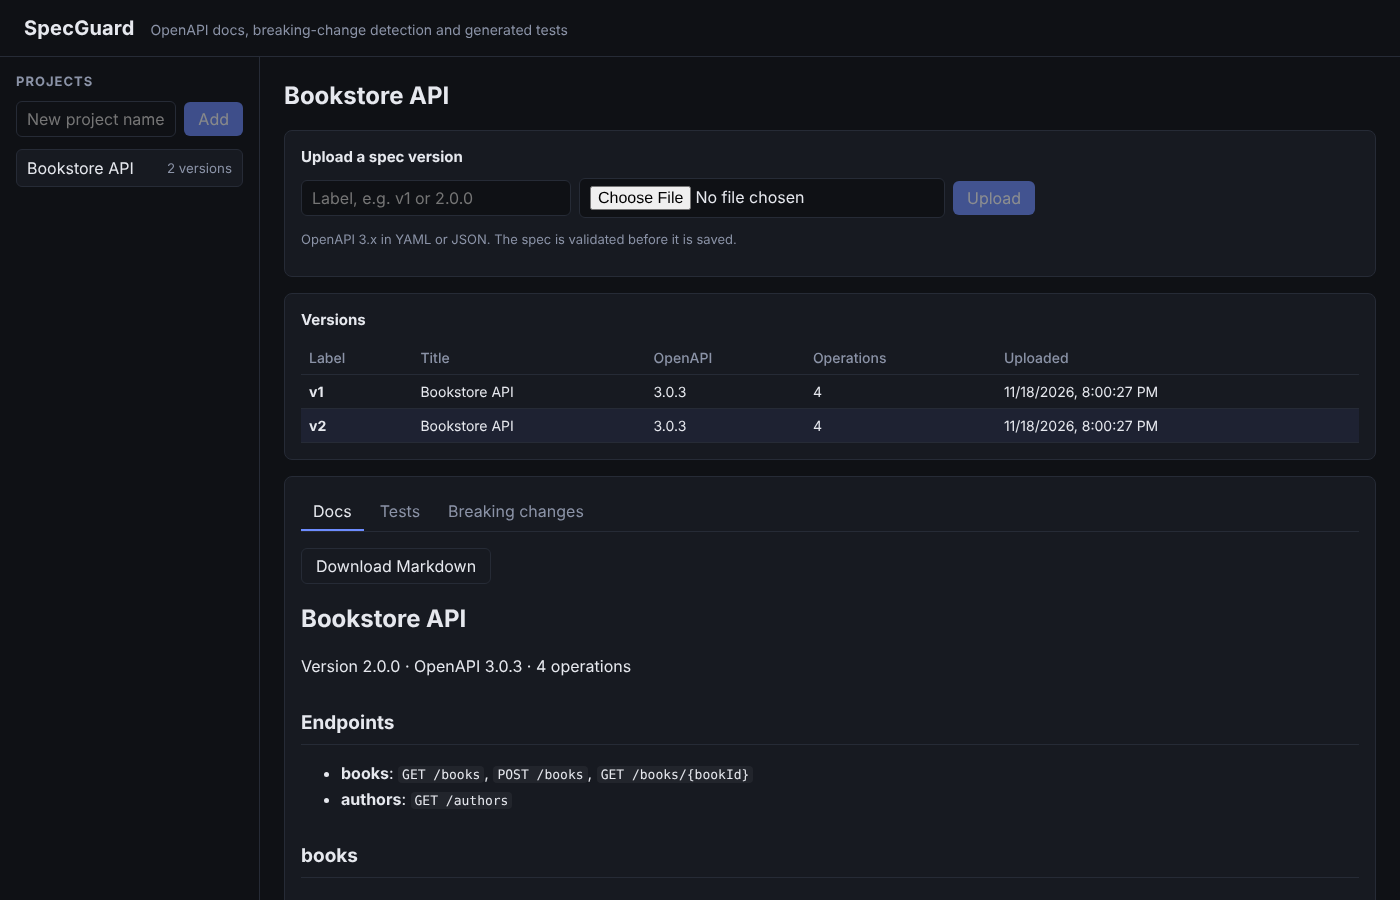 SpecGuard OpenAPI docs, breaking-change detection and generated tests
PROJECTS
New project name Add
Bookstore API 2 versions
Bookstore API
Upload a spec version
Label, e.g. v1 or 2.0.0 Choose File No file chosen Upload
OpenAPI 3.x in YAML or JSON. The spec is validated before it is saved.
Versions
Label Title OpenAPI Operations Uploaded
v1 Bookstore API 3.0.3 4 11/18/2026, 8:00:27 PM
v2 Bookstore API 3.0.3 4 11/18/2026, 8:00:27 PM
Docs Tests Breaking changes
Download Markdown
Bookstore API
Version 2.0.0 · OpenAPI 3.0.3 · 4 operations
Endpoints
• books: GET /books, POST /books, GET /books/{bookId}
• authors: GET /authors
books